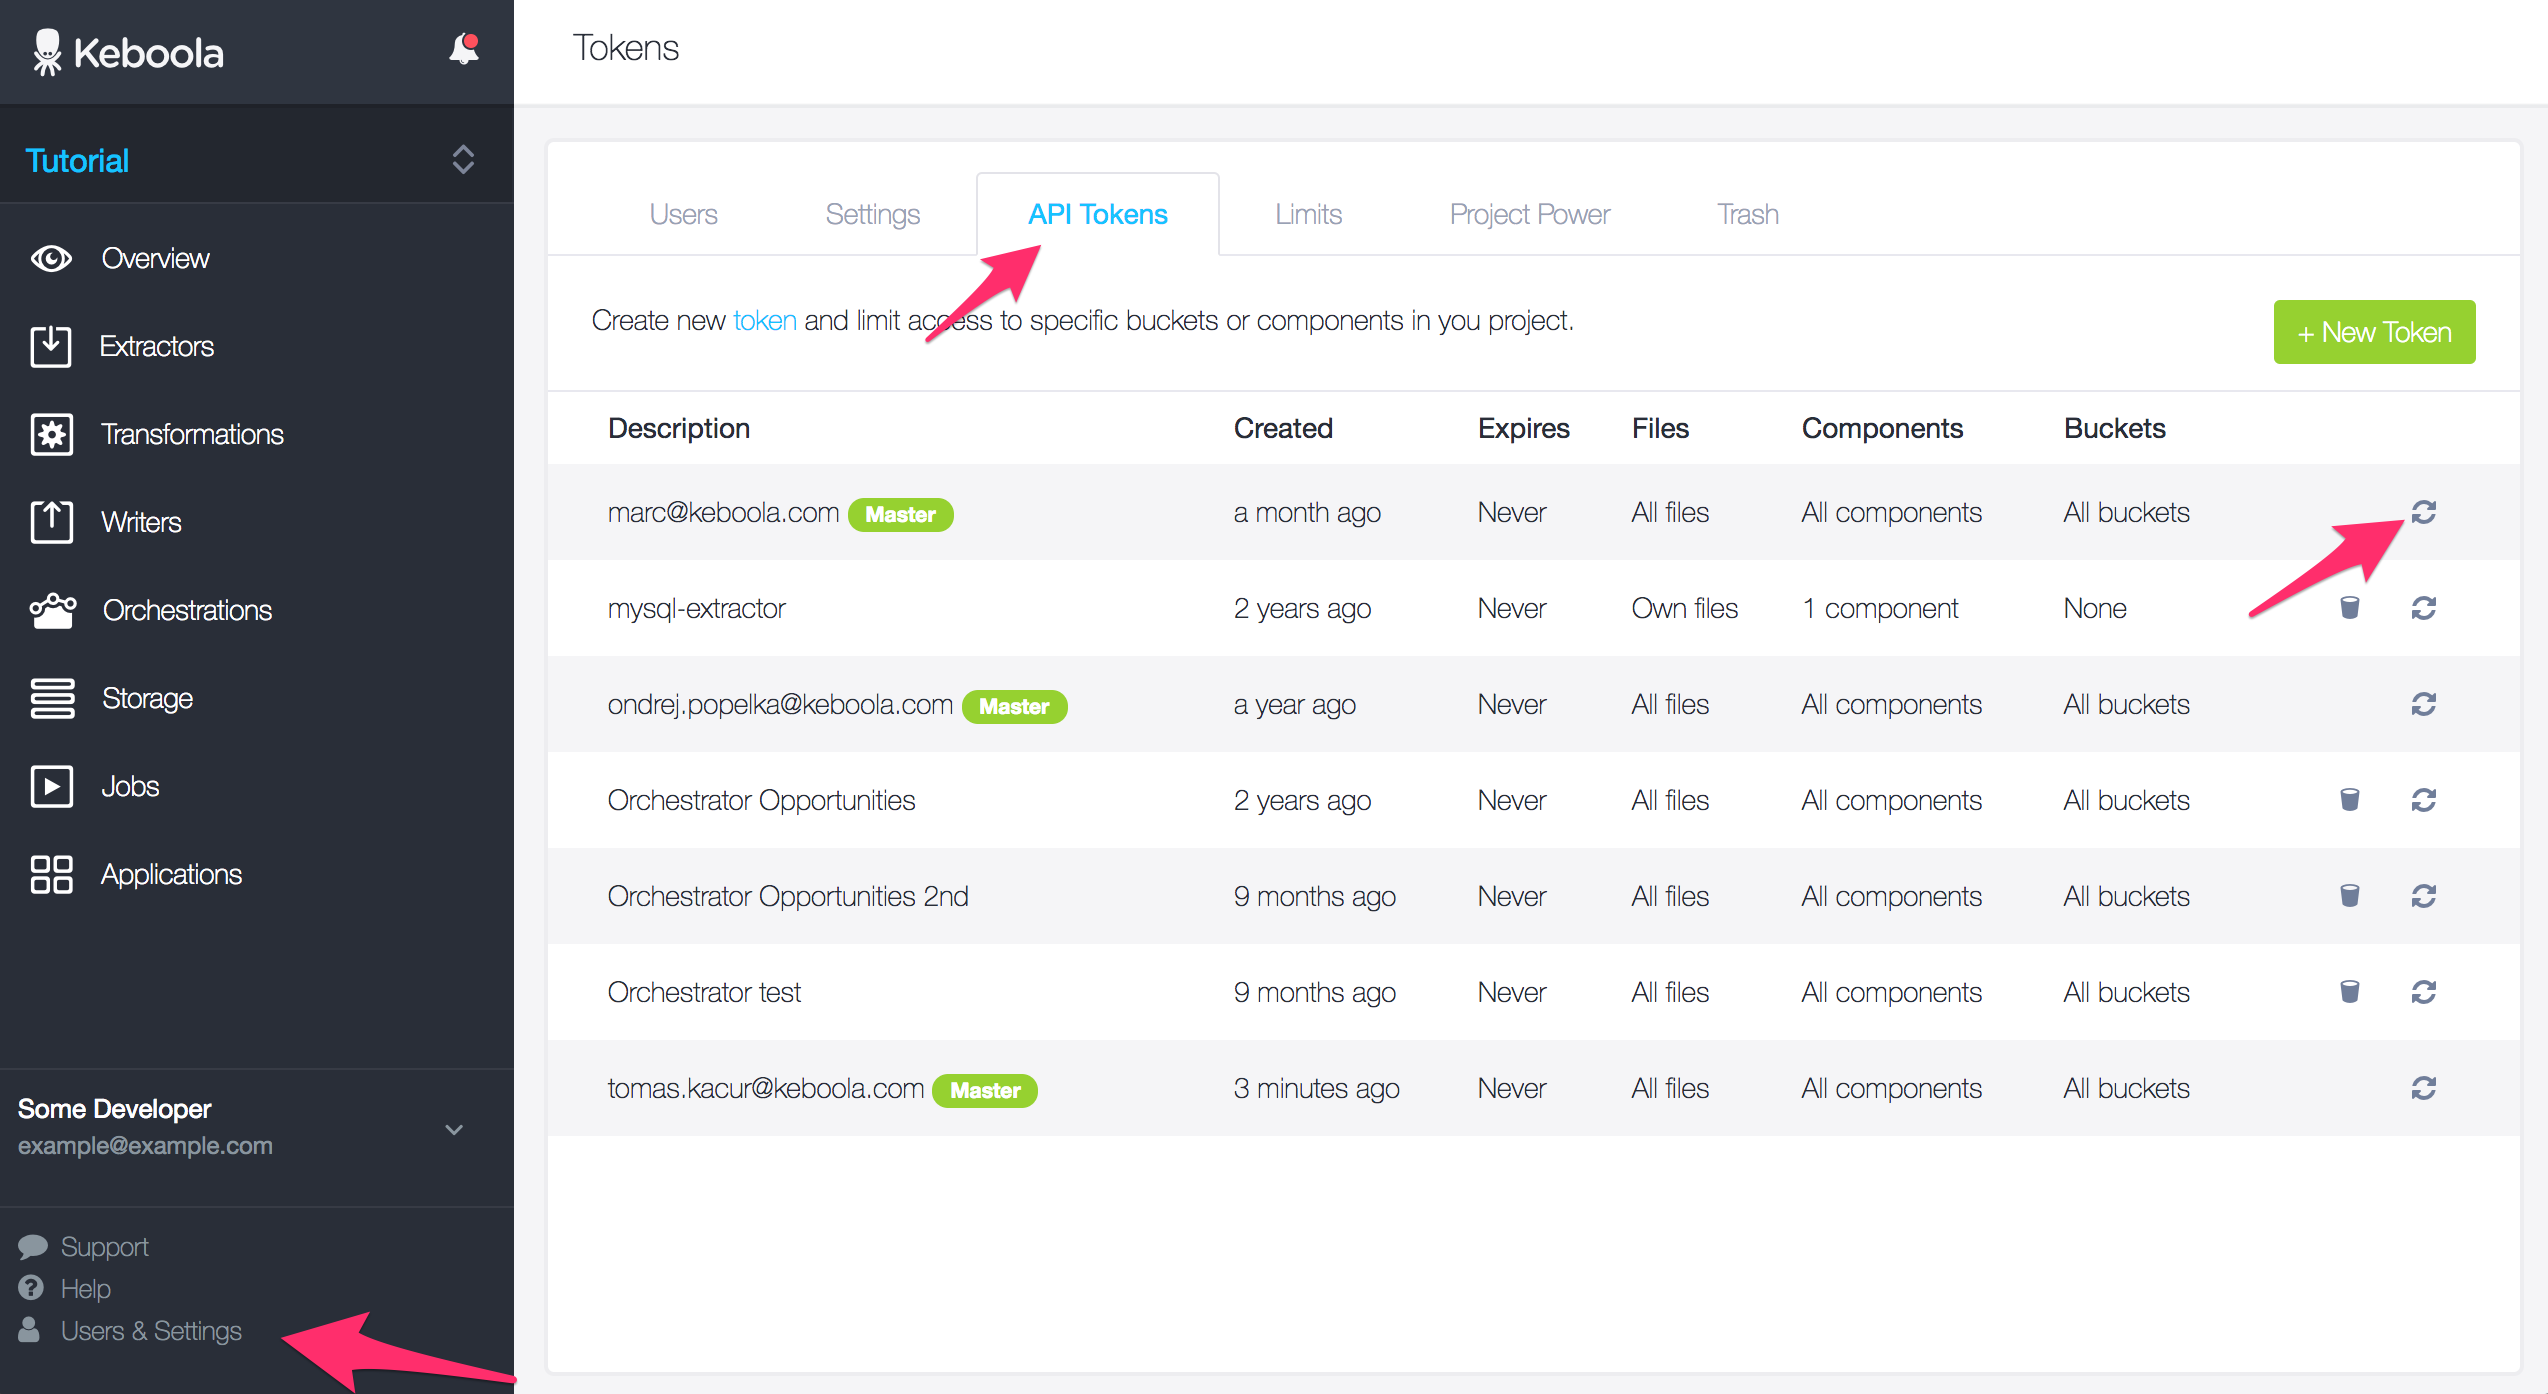 Keboola
Tutorial
Overview
Extractors
Transformations
Writers
Orchestrations
Storage
Jobs
Applications
Some Developer
example@example.com
Support
Help
Users & Settings
Tokens
Users Settings API Tokens Limits Project Power Trash
Create new token and limit access to specific buckets or components in you project.
+ New Token
Description Created Expires Files Components Buckets
marc@keboola.com Master a month ago Never All files All components All buckets
mysql-extractor 2 years ago Never Own files 1 component None
ondrej.popelka@keboola.com Master a year ago Never All files All components All buckets
Orchestrator Opportunities 2 years ago Never All files All components All buckets
Orchestrator Opportunities 2nd 9 months ago Never All files All components All buckets
Orchestrator test 9 months ago Never All files All components All buckets
tomas.kacur@keboola.com Master 3 minutes ago Never All files All components All buckets